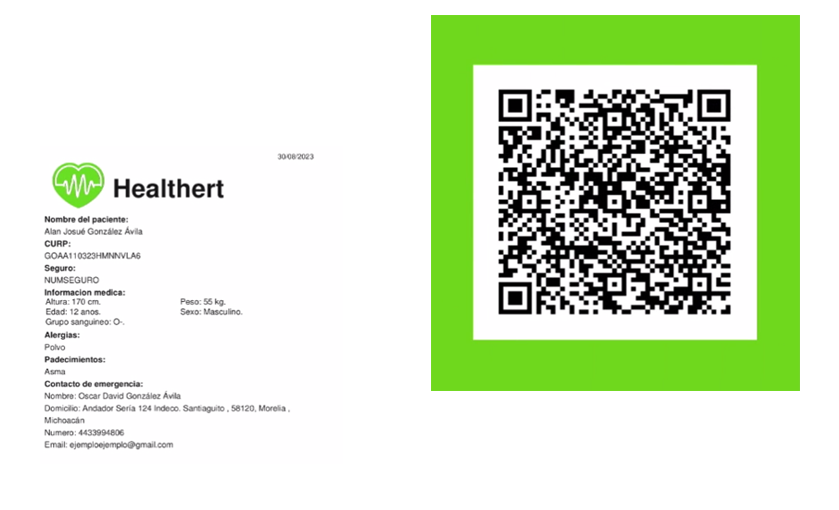 30/08/2023
Healthert
Nombre del paciente:
Alan Josué González Ávila
CURP:
GOAA110323HMNNVLA6
Seguro:
NUMSEGURO
Informacion medica:
Altura: 170 cm. Peso: 55 kg.
Edad: 12 anos. Sexo: Masculino.
Grupo sanguineo: O-.
Alergias:
Polvo
Padecimientos:
Asma
Contacto de emergencia:
Nombre: Oscar David González Ávila
Domicilio: Andador Sería 124 Indeco. Santiaguito , 58120, Morelia ,
Michoacán
Numero: 4433994806
Email: ejemploejemplo@gmail.com